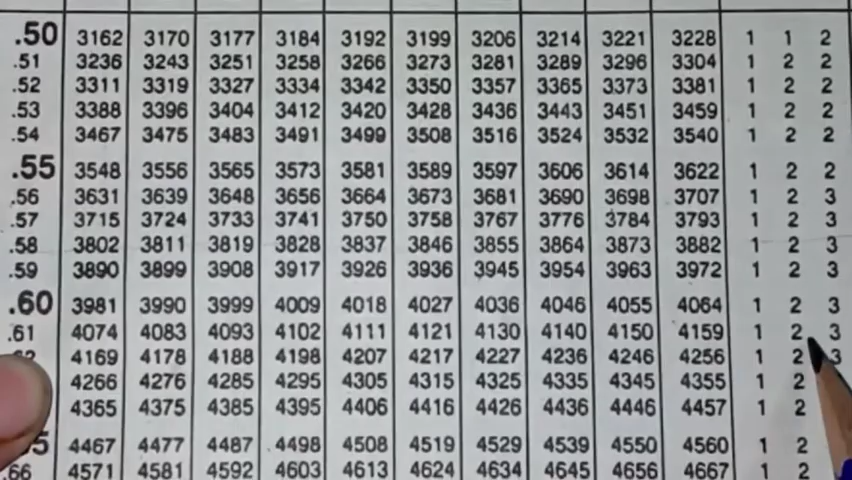 .50 3162 3170 3177 3184 3192 3199 3206 3214 3221 3228 1 1 2
.51 3236 3243 3251 3258 3266 3273 3281 3289 3296 3304 1 2 2
.52 3311 3319 3327 3334 3342 3350 3357 3365 3373 3381 1 2 2
.53 3388 3396 3404 3412 3420 3428 3436 3443 3451 3459 1 2 2
.54 3467 3475 3483 3491 3499 3508 3516 3524 3532 3540 1 2 2
.55 3548 3556 3565 3573 3581 3589 3597 3606 3614 3622 1 2 2
.56 3631 3639 3648 3656 3664 3673 3681 3690 3698 3707 1 2 3
.57 3715 3724 3733 3741 3750 3758 3767 3776 3784 3793 1 2 3
.58 3802 3811 3819 3828 3837 3846 3855 3864 3873 3882 1 2 3
.59 3890 3899 3908 3917 3926 3936 3945 3954 3963 3972 1 2 3
.60 3981 3990 3999 4009 4018 4027 4036 4046 4055 4064 1 2 3
.61 4074 4083 4093 4102 4111 4121 4130 4140 4150 4159 1 2 3
4169 4178 4188 4198 4207 4217 4227 4236 4246 4256 1 2 3
4266 4276 4285 4295 4305 4315 4325 4335 4345 4355 1 2
4365 4375 4385 4395 4406 4416 4426 4436 4446 4457 1 2
4467 4477 4487 4498 4508 4519 4529 4539 4550 4560 1 2
.66 4571 4581 4592 4603 4613 4624 4634 4645 4656 4667 1 2